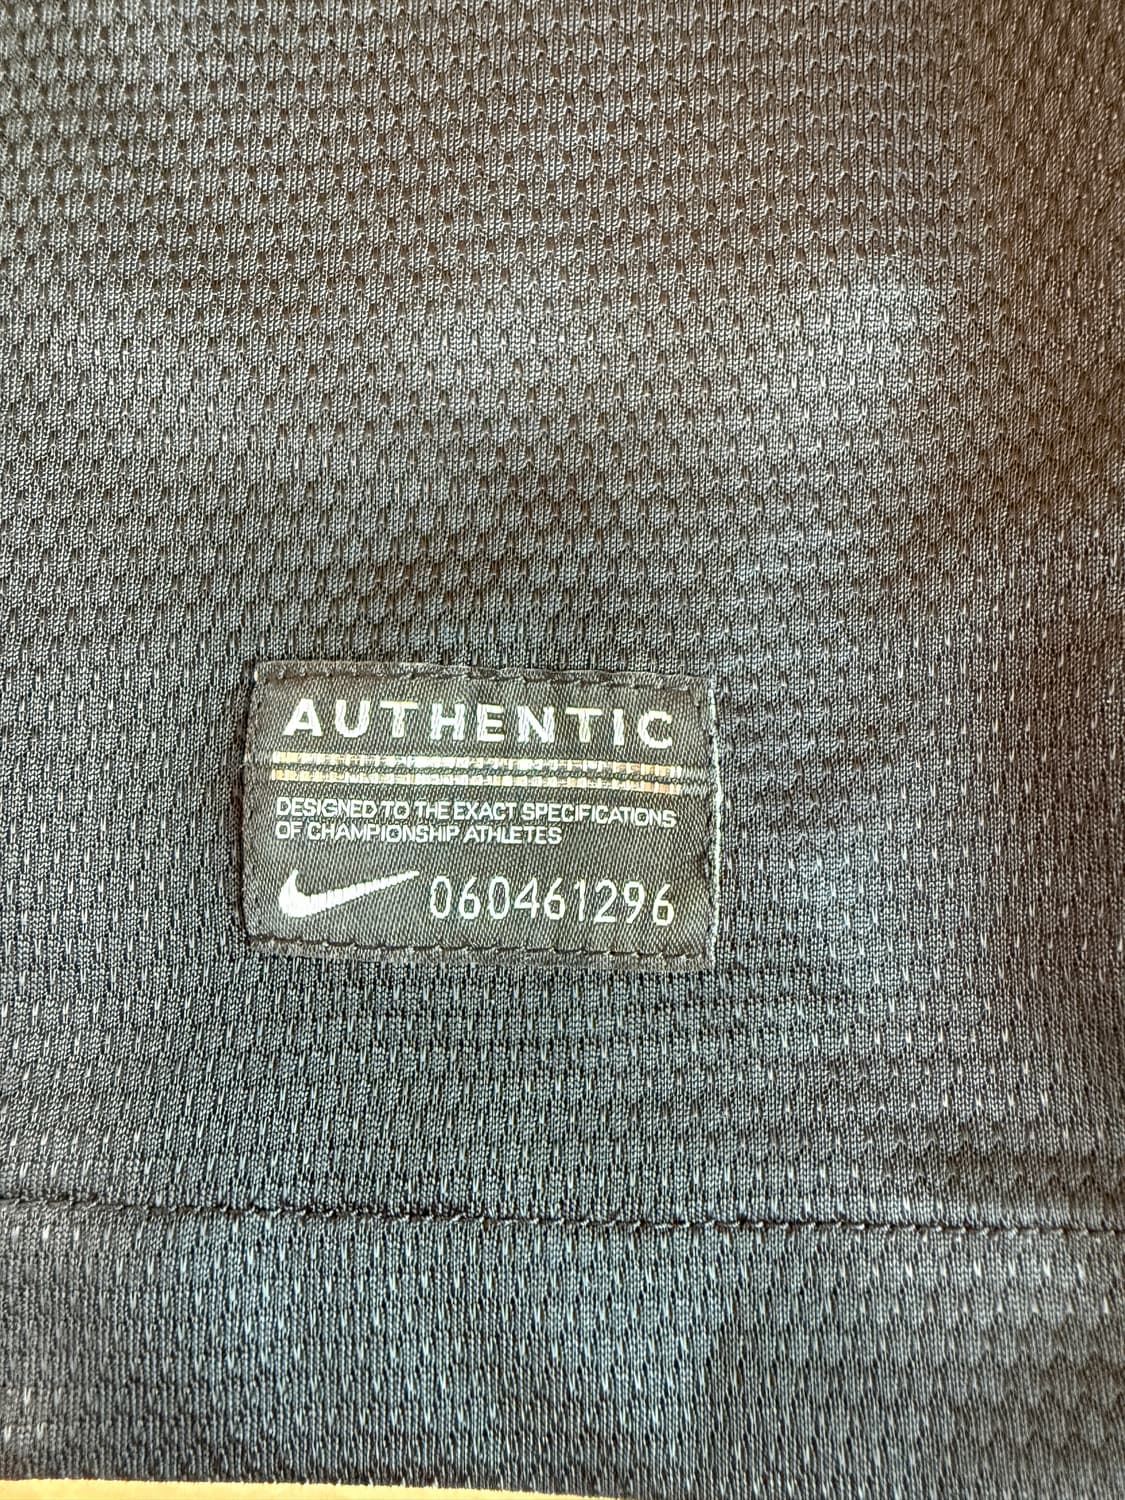 AUTHENTIC
DESIGNED TO THE EXACT SPECIFICATIONS
OF CHAMPIONSHIP ATHLETES
060461296